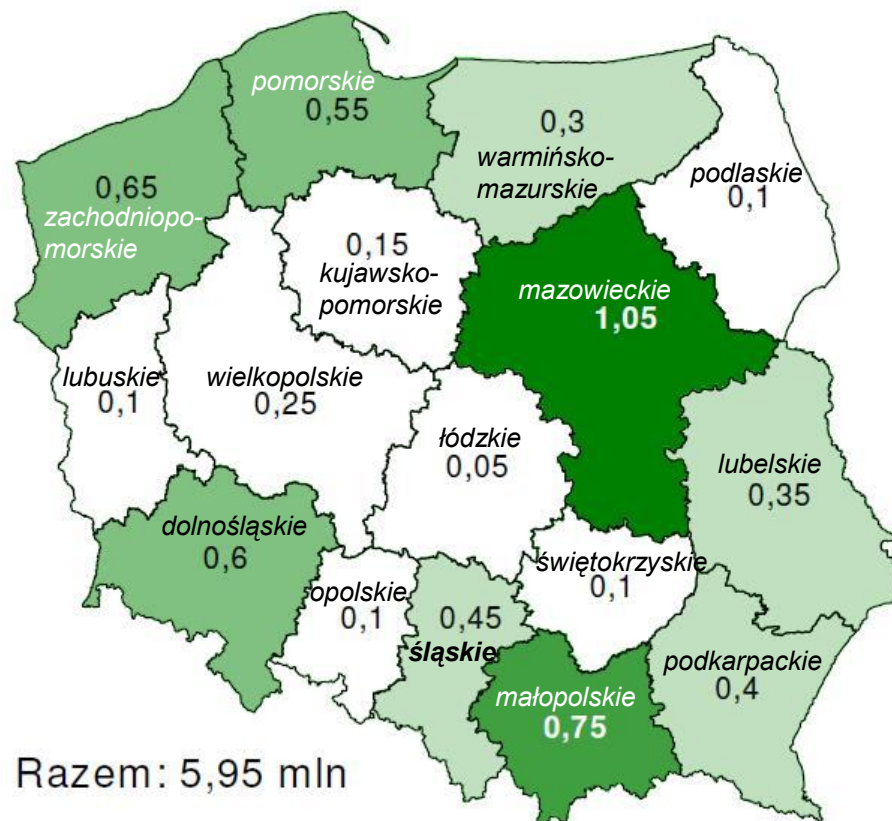 pomorskie
0,55
0,3
warmińsko-
mazurskie
podlaskie
0,1
0,65
zachodniopo-
morskie
0,15
kujawsko-
pomorskie
mazowieckie
1,05
lubuskie
0,1
wielkopolskie
0,25
łódzkie
0,05
lubelskie
0,35
dolnośląskie
0,6
opolskie
0,1
0,45
śląskie
świętokrzyskie
0,1
małopolskie
0,75
podkarpackie
0,4
Razem: 5,95 mln